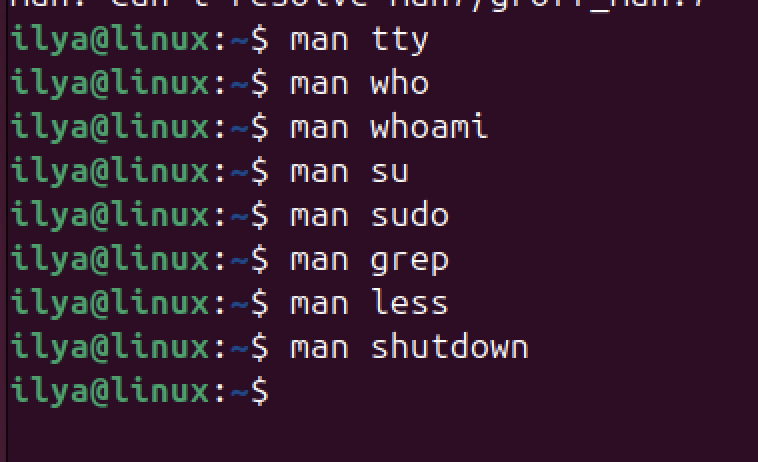 ilya@linux:~$ man tty
ilya@linux:~$ man who
ilya@linux:~$ man whoami
ilya@linux:~$ man su
ilya@linux:~$ man sudo
ilya@linux:~$ man grep
ilya@linux:~$ man less
ilya@linux:~$ man shutdown
ilya@linux:~$